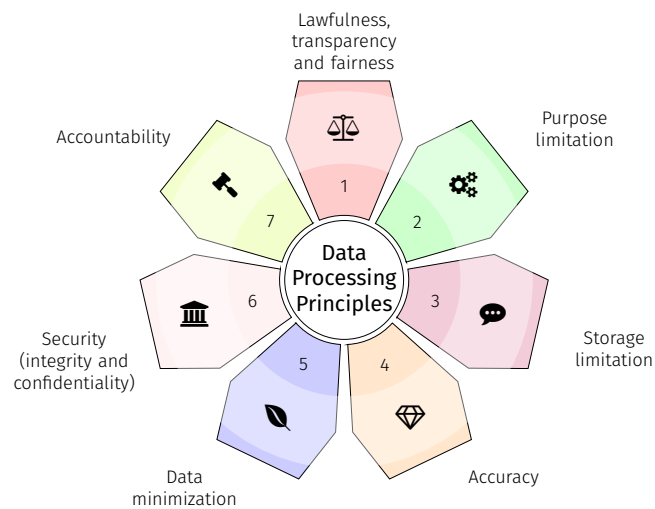 Lawfulness,
transparency
and fairness
1
Purpose
limitation
2
Storage
limitation
3
Accuracy
4
Data
minimization
5
Security
(integrity and
confidentiality)
6
Accountability
7
Data
Processing
Principles